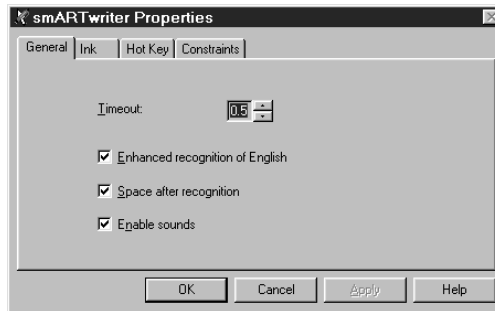 smARTwriter Properties
General Ink Hot Key Constraints
Timeout: 0.5
Enhanced recognition of English
Space after recognition
Enable sounds
OK Cancel Apply Help